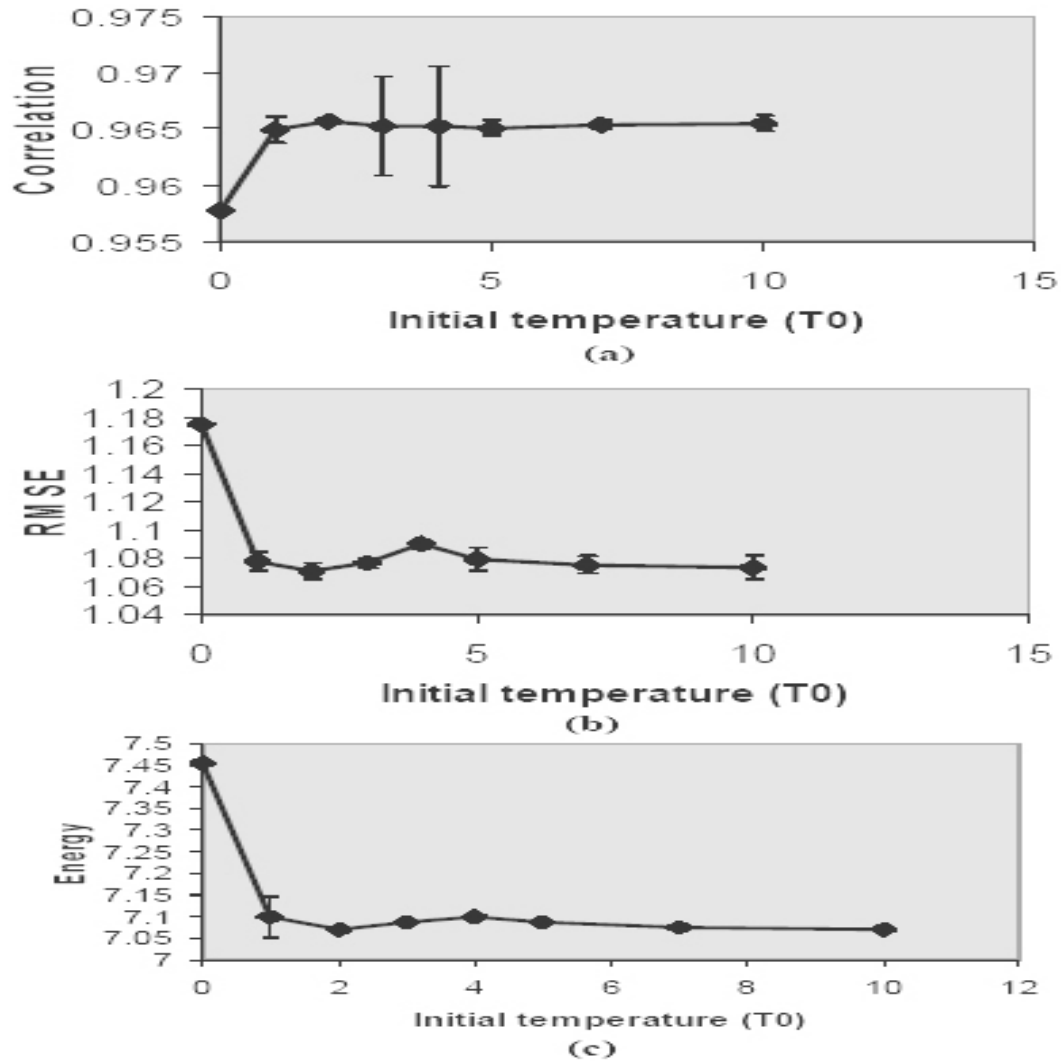 0.975
0.97
0.965
0.96
0.955
Correlation
0 5 10 15
Initial temperature (T0)
(a)
1.2
1.18
1.16
1.14
1.12
1.1
1.08
1.06
1.04
RMSE
0 5 10 15
Initial temperature (T0)
(b)
7.5
7.45
7.4
7.35
7.3
7.25
7.2
7.15
7.1
7.05
7
Energy
0 2 4 6 8 10 12
Initial temperature (T0)
(c)